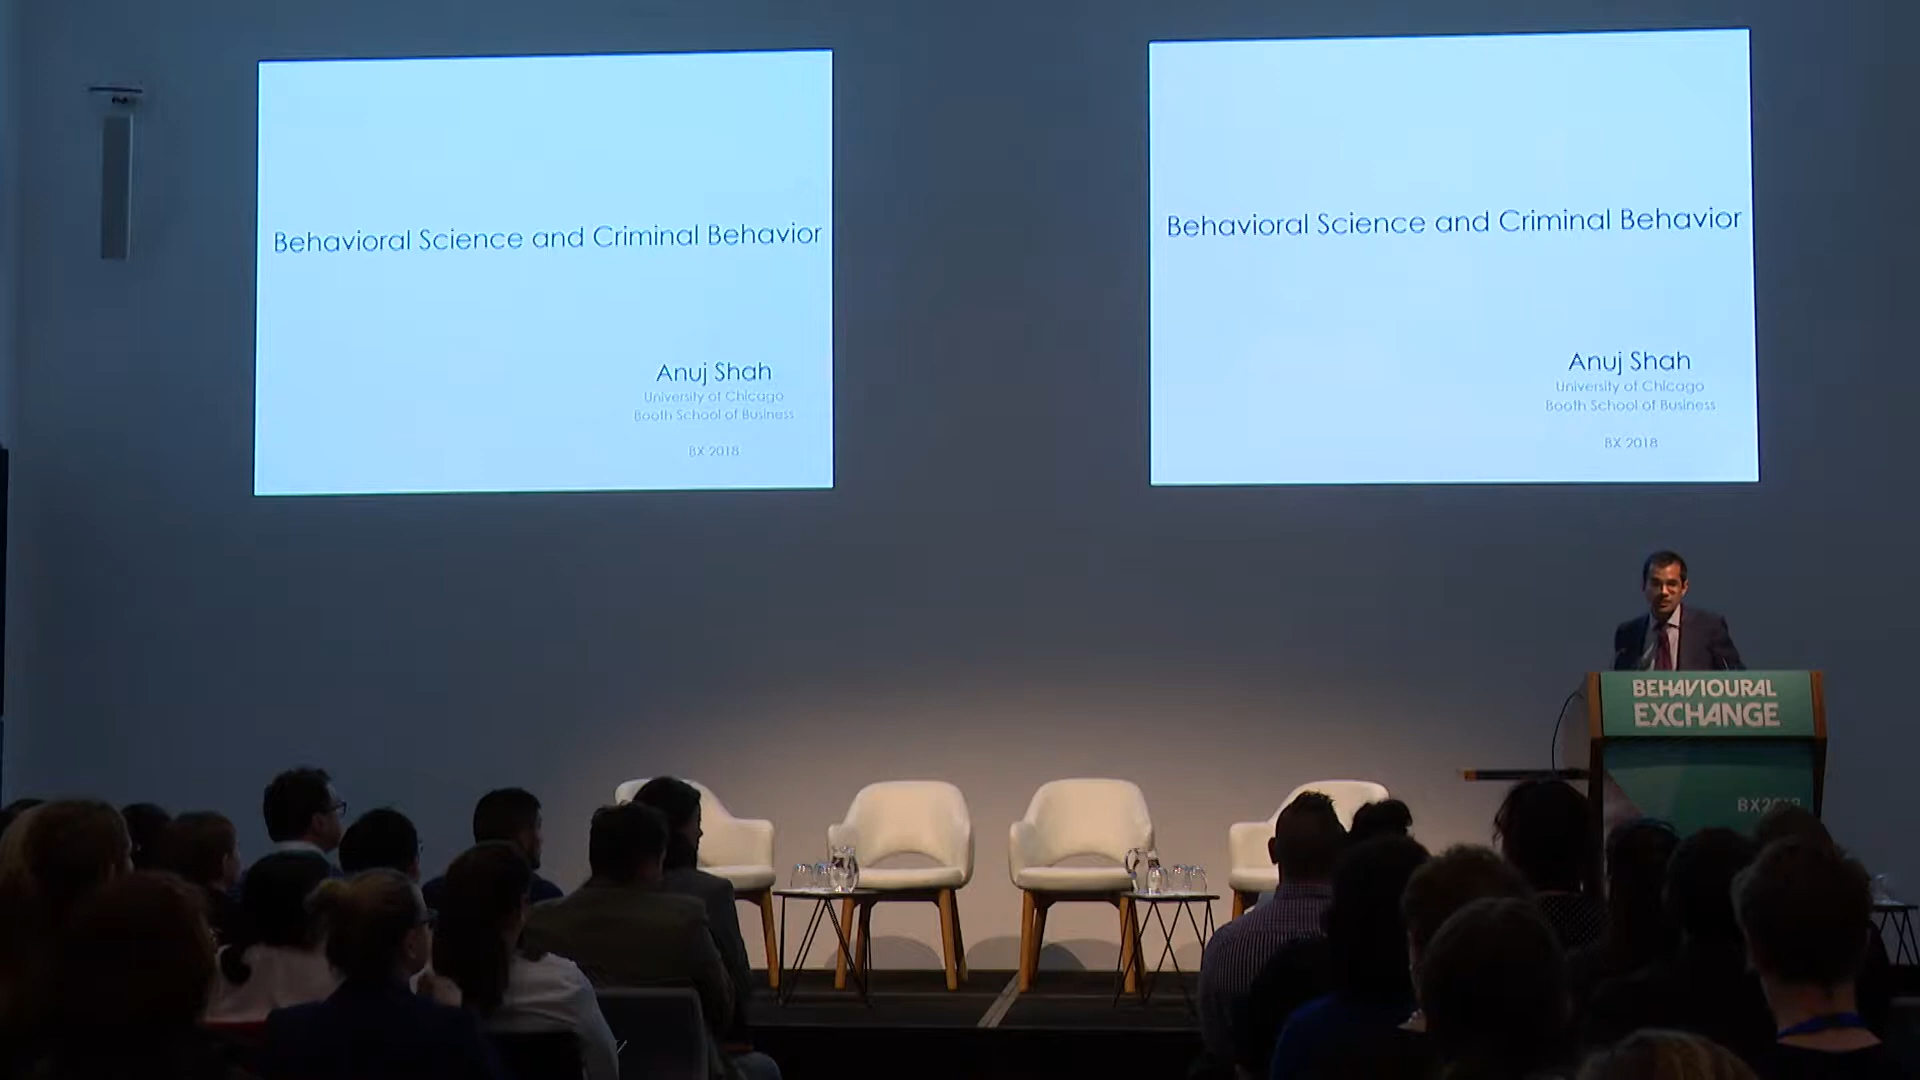 Behavioral Science and Criminal Behavior
Anuj Shah
University of Chicago
Booth School of Business
BX 2018
Behavioral Science and Criminal Behavior
Anuj Shah
University of Chicago
Booth School of Business
BX 2018
BEHAVIOURAL
EXCHANGE
BX2018